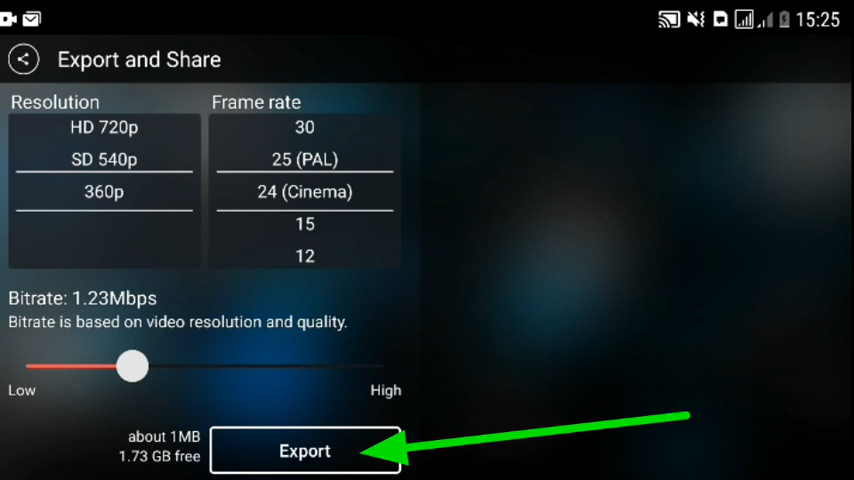 15:25
Export and Share
Resolution
Frame rate
HD 720p
SD 540p
360p
30
25 (PAL)
24 (Cinema)
15
12
Bitrate: 1.23Mbps
Bitrate is based on video resolution and quality.
Low
High
about 1MB
1.73 GB free
Export